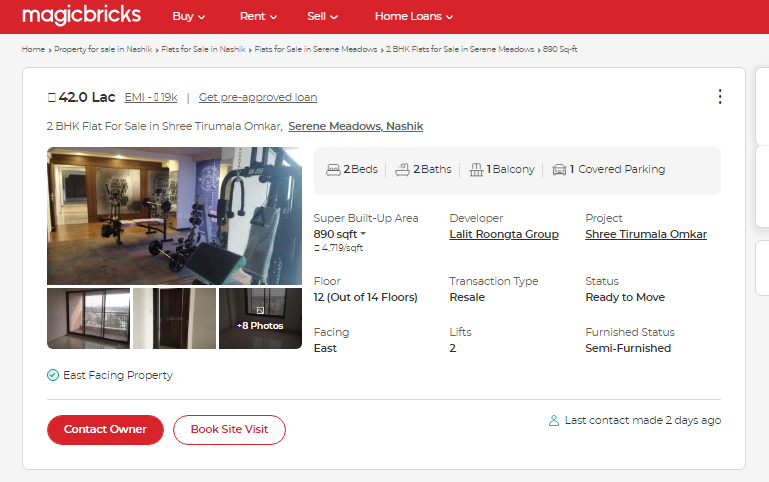 magicbricks
Buy Rent Sell Home Loans
Home > Property for sale in Nashik > Flats for Sale in Nashik > Flats for Sale in Serene Meadows > 2 BHK Flats for Sale in Serene Meadows > 890 Sq-ft
▯ 42.0 Lac EMI - ▯ 19k | Get pre-approved loan
2 BHK Flat For Sale in Shree Tirumala Omkar, Serene Meadows, Nashik
2 Beds 2 Baths 1 Balcony 1 Covered Parking
Super Built-Up Area Developer Project
890 sqft Lalit Roongta Group Shree Tirumala Omkar
▯ 4,719/sqft
Floor Transaction Type Status
12 (Out of 14 Floors) Resale Ready to Move
+8 Photos
Facing Lifts Furnished Status
East 2 Semi-Furnished
East Facing Property
Contact Owner Book Site Visit Last contact made 2 days ago